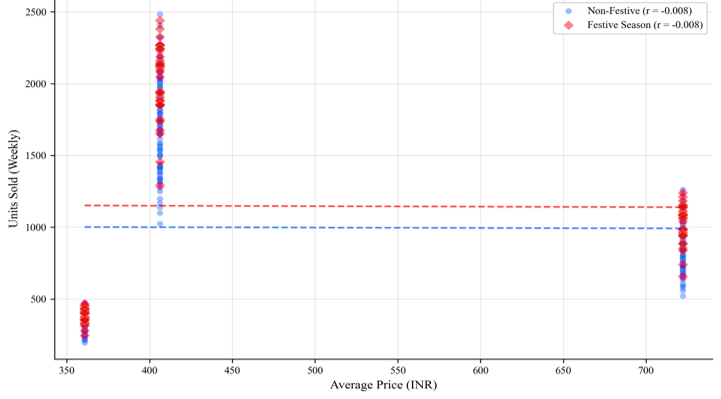 Non-Festive (r = -0.008)
Festive Season (r = -0.008)
2500
2000
1500
1000
500
Units Sold (Weekly)
350 400 450 500 550 600 650 700
Average Price (INR)